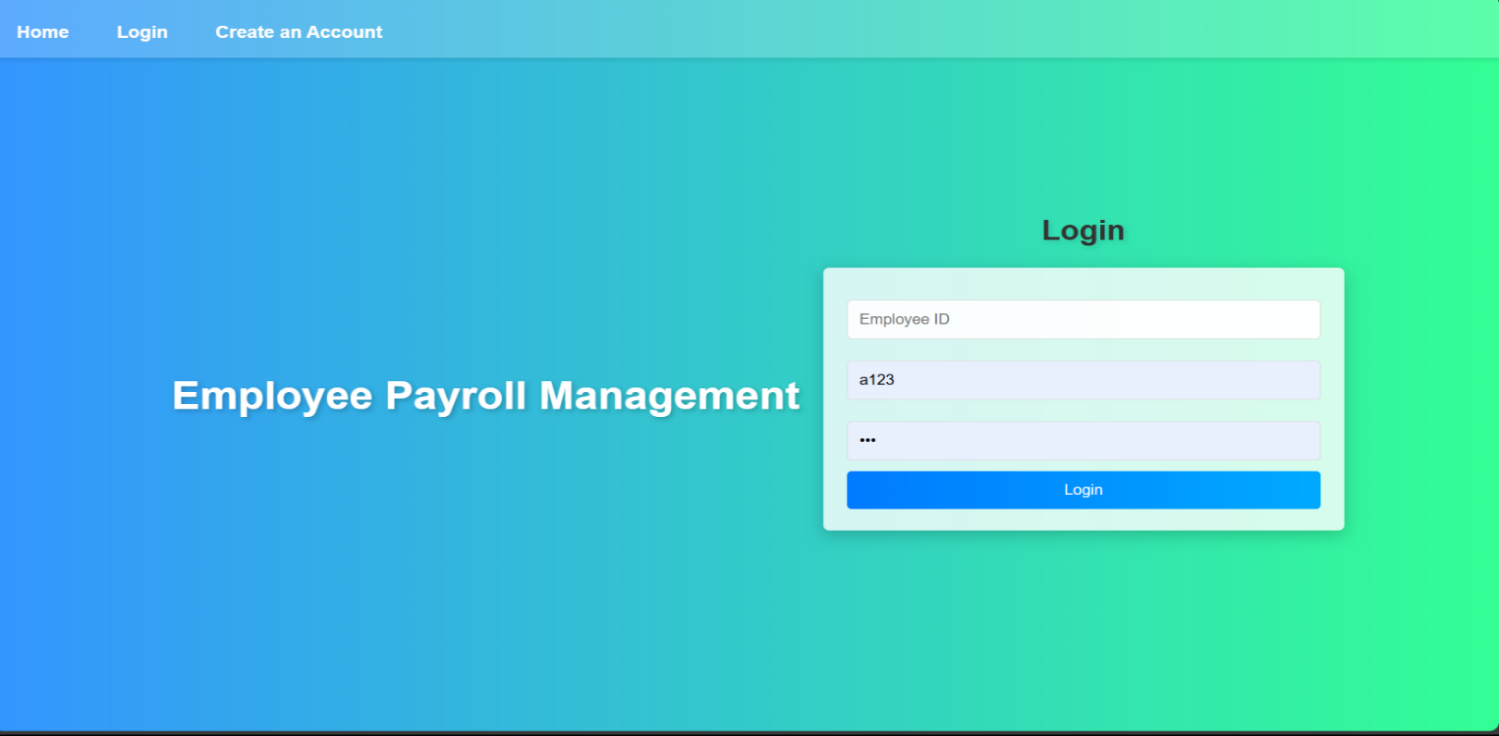 Home Login Create an Account
Login
Employee ID
a123
•••
Employee Payroll Management
Login